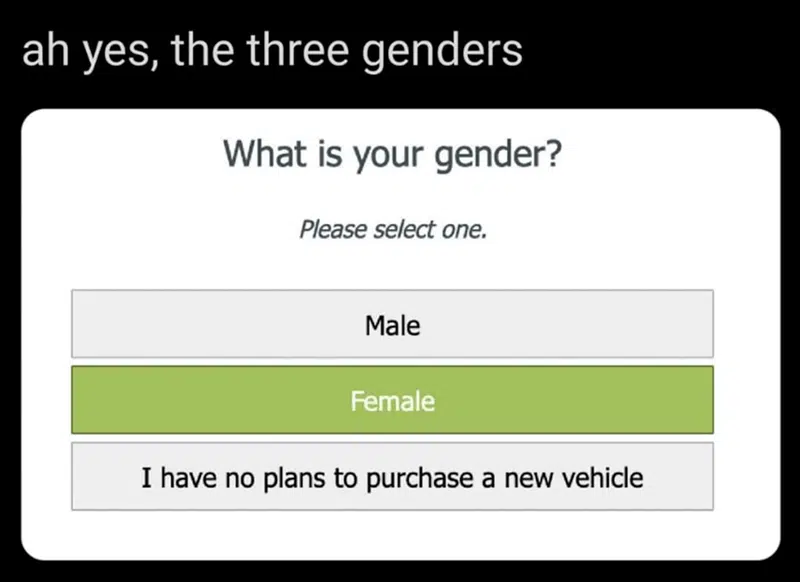 ah yes, the three genders
What is your gender?
Please select one.
Male
Female
I have no plans to purchase a new vehicle